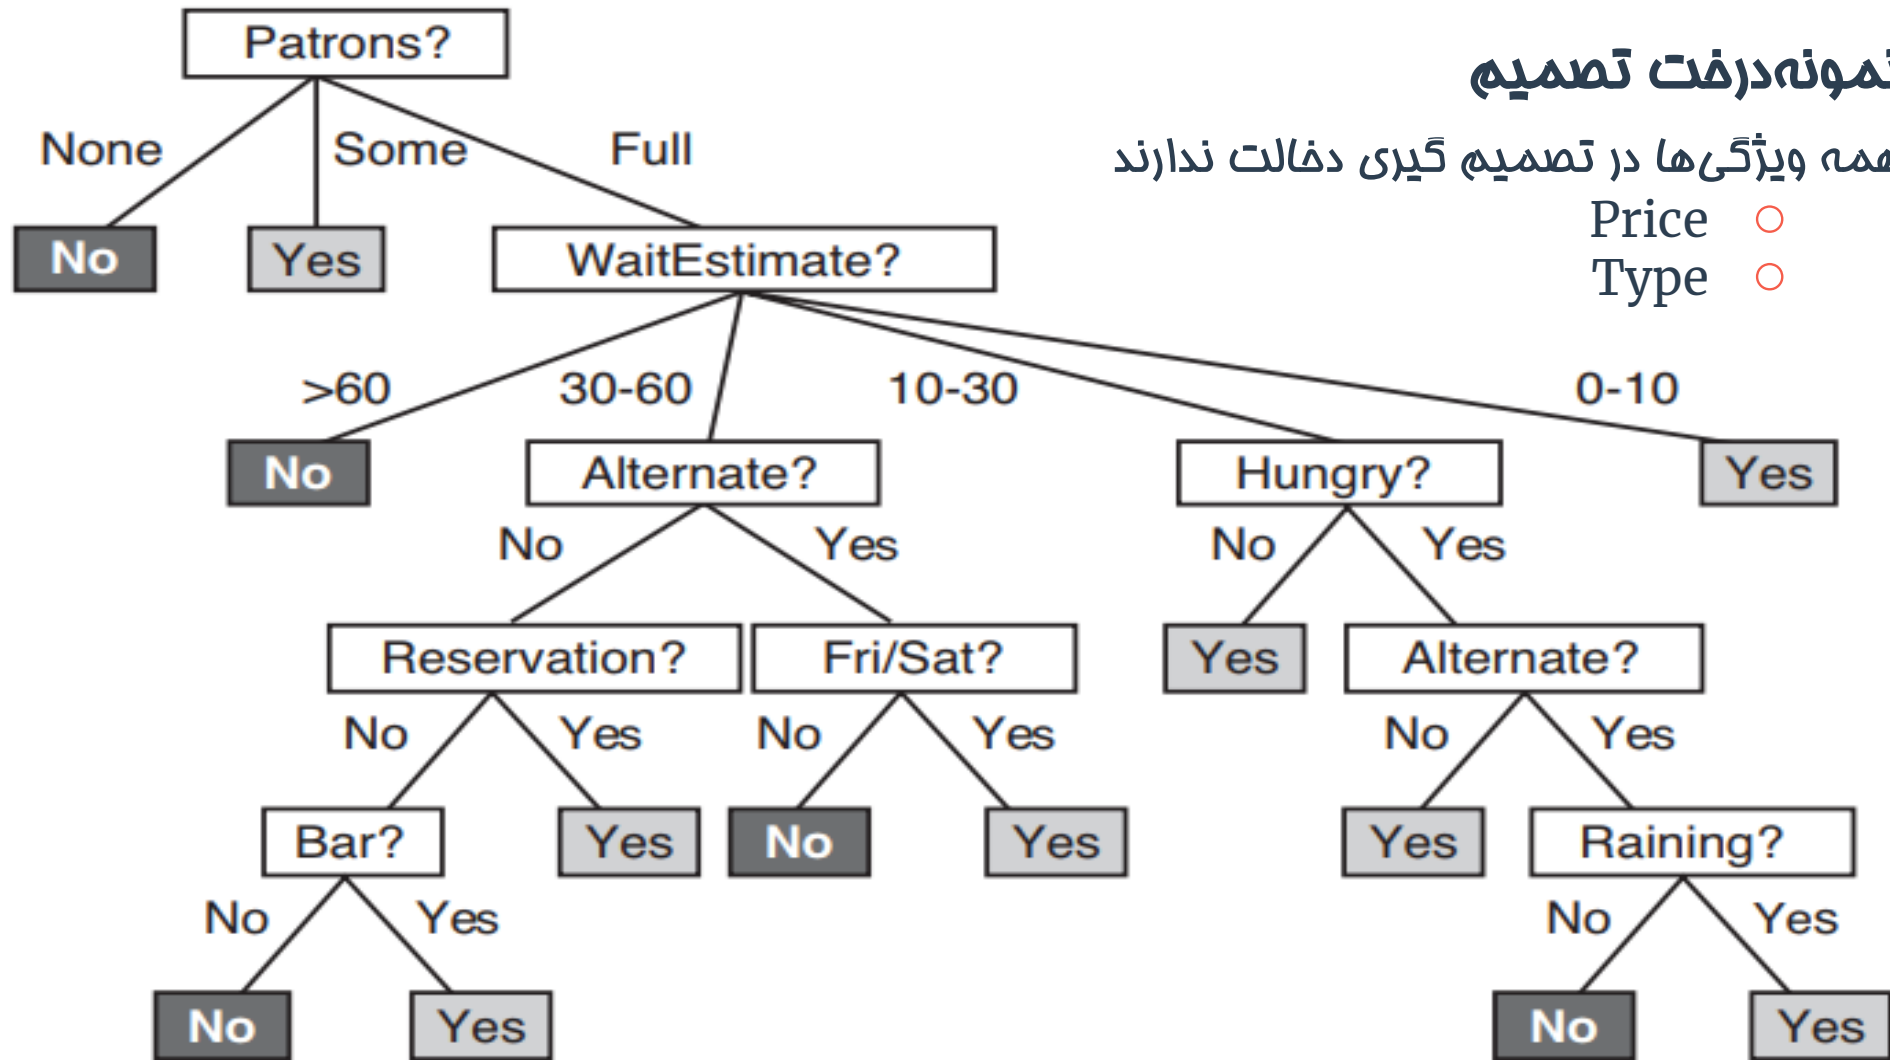 Patrons?
نمونه‌درخت تصمیم
None Some Full
همه ویژگی‌ها در تصمیم گیری دخالت ندارند
Price
No Yes WaitEstimate?
Type
>60 30-60 10-30 0-10
No Alternate? Hungry? Yes
No Yes No Yes
Reservation? Fri/Sat? Yes Alternate?
No Yes No Yes No Yes
Bar? Yes No Yes Yes Raining?
No Yes No Yes
No Yes No Yes